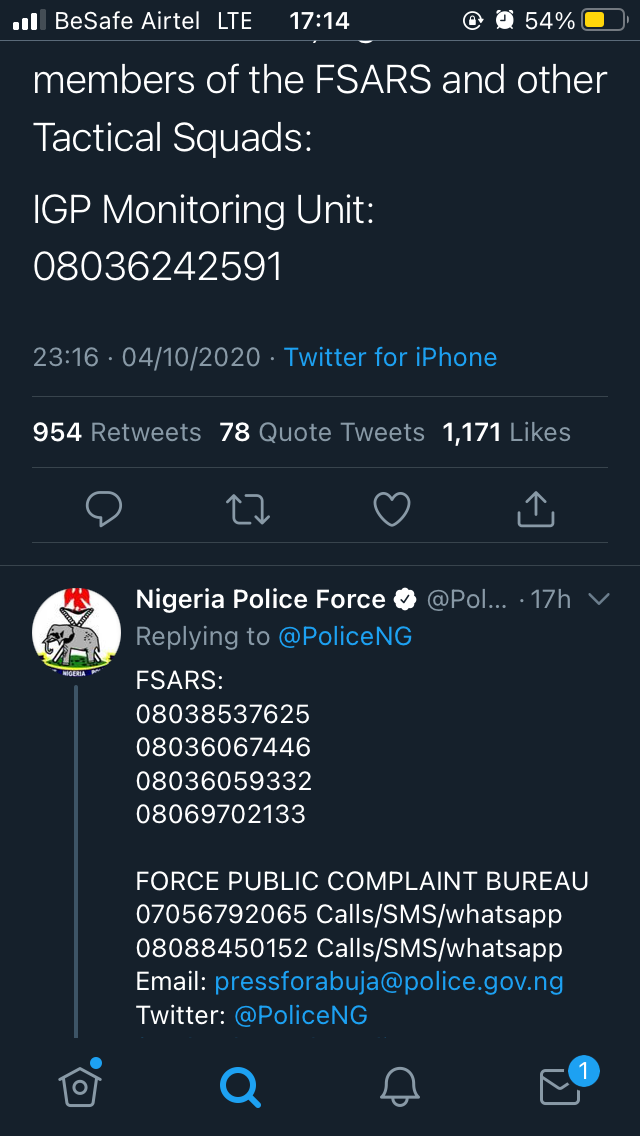 BeSafe Airtel LTE 17:14 54%
members of the FSARS and other
Tactical Squads:
IGP Monitoring Unit:
08036242591
23:16 · 04/10/2020 · Twitter for iPhone
954 Retweets 78 Quote Tweets 1,171 Likes
Nigeria Police Force @Pol... · 17h
Replying to @PoliceNG
NIGERIA
FSARS:
08038537625
08036067446
08036059332
08069702133
FORCE PUBLIC COMPLAINT BUREAU
07056792065 Calls/SMS/whatsapp
08088450152 Calls/SMS/whatsapp
Email: pressforabuja@police.gov.ng
Twitter: @PoliceNG
1